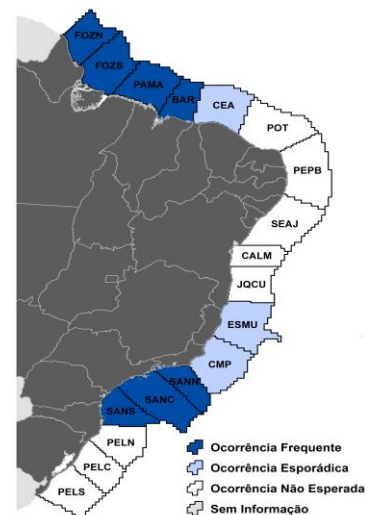 FOZN
FOZS
PAMA
BAR
CEA
POT
PEPB
SEAJ
CALM
JQCU
ESMU
CMP
SANN
SANC
SANS
PELN
PELC
PELS
Ocorrência Frequente
Ocorrência Esporádica
Ocorrência Não Esperada
Sem Informação